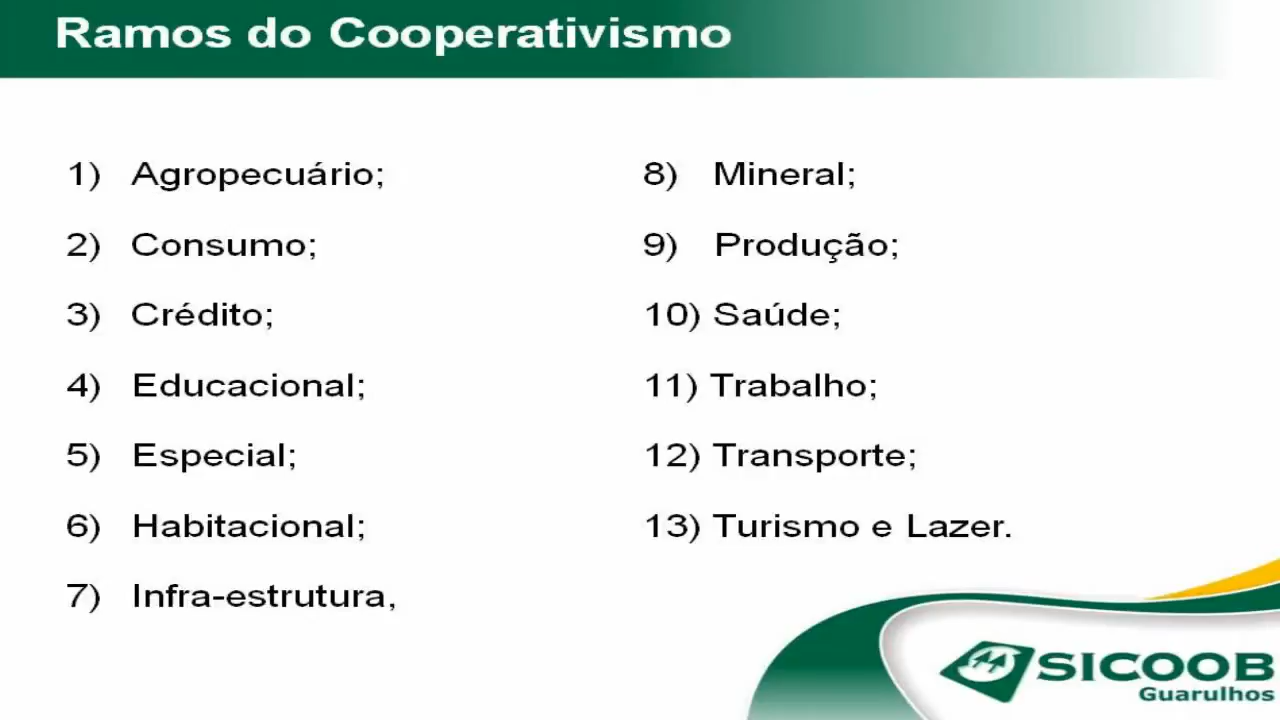 Ramos do Cooperativismo
1) Agropecuário;
2) Consumo;
3) Crédito;
4) Educacional;
5) Especial;
6) Habitacional;
7) Infra-estrutura,
8) Mineral;
9) Produção;
10) Saúde;
11) Trabalho;
12) Transporte;
13) Turismo e Lazer.
SICOOB
Guarulhos